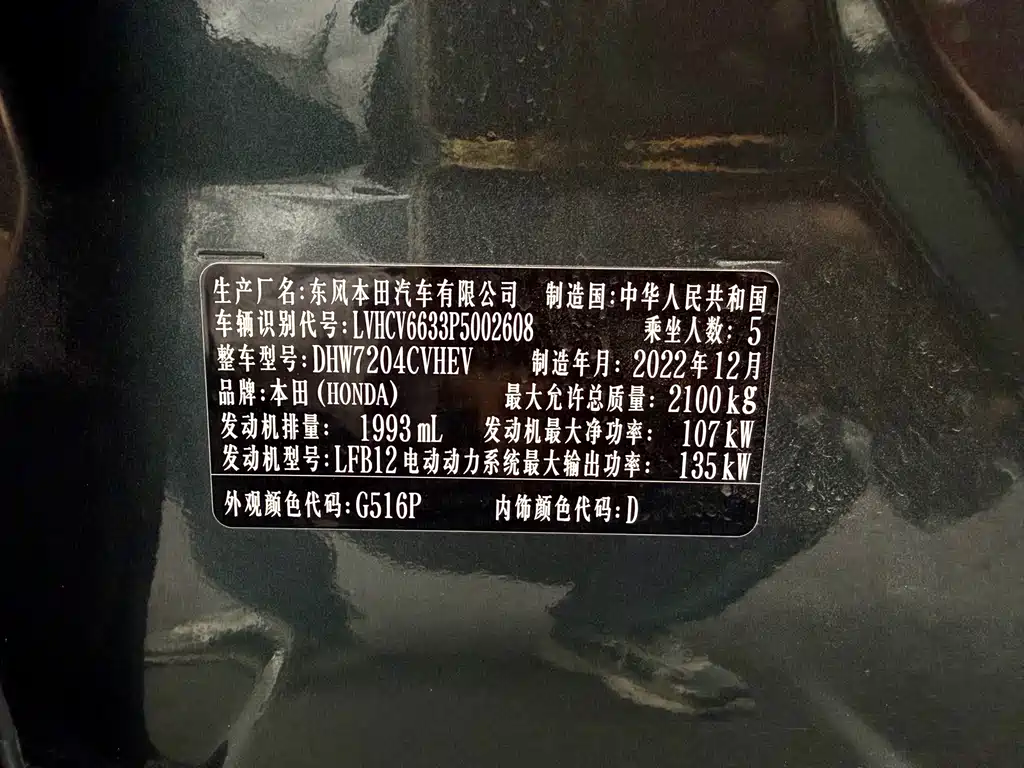 生产厂名:东风本田汽车有限公司 制造国:中华人民共和国
车辆识别代号:LVHCV6633P5002608 乘坐人数: 5
整车型号:DHW7204CVHEV 制造年月: 2022年12月
品牌:本田(HONDA) 最大允许总质量: 2100kg
发动机排量: 1993mL 发动机最大净功率: 107kW
发动机型号:LFB12 电动动力系统最大输出功率: 135kW
外观颜色代码:G516P 内饰颜色代码:D